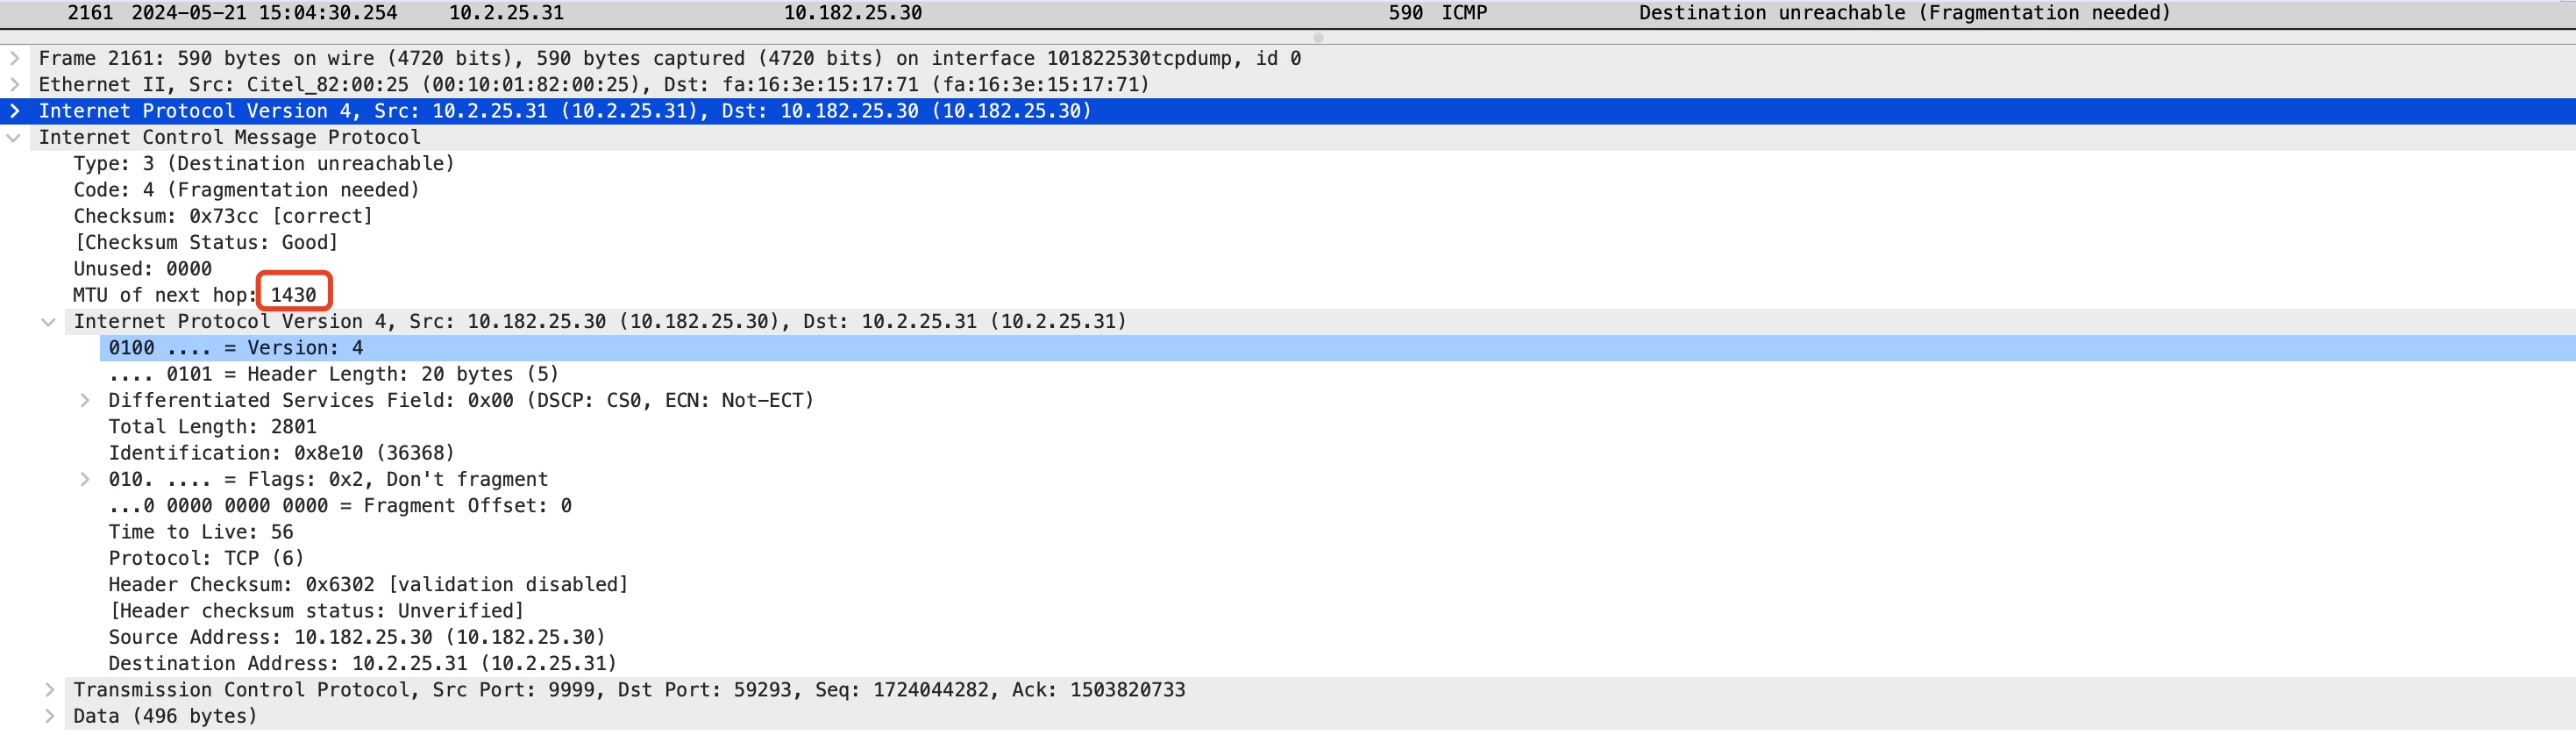 2161 2024-05-21 15:04:30.254 10.2.25.31 10.182.25.30 590 ICMP Destination unreachable (Fragmentation needed)
Frame 2161: 590 bytes on wire (4720 bits), 590 bytes captured (4720 bits) on interface 101822530tcpdump, id 0
Ethernet II, Src: Citel_82:00:25 (00:10:01:82:00:25), Dst: fa:16:3e:15:17:71 (fa:16:3e:15:17:71)
Internet Protocol Version 4, Src: 10.2.25.31 (10.2.25.31), Dst: 10.182.25.30 (10.182.25.30)
Internet Control Message Protocol
Type: 3 (Destination unreachable)
Code: 4 (Fragmentation needed)
Checksum: 0x73cc [correct]
[Checksum Status: Good]
Unused: 0000
MTU of next hop: 1430
Internet Protocol Version 4, Src: 10.182.25.30 (10.182.25.30), Dst: 10.2.25.31 (10.2.25.31)
0100 .... = Version: 4
.... 0101 = Header Length: 20 bytes (5)
Differentiated Services Field: 0x00 (DSCP: CS0, ECN: Not-ECT)
Total Length: 2801
Identification: 0x8e10 (36368)
010. .... = Flags: 0x2, Don't fragment
...0 0000 0000 0000 = Fragment Offset: 0
Time to Live: 56
Protocol: TCP (6)
Header Checksum: 0x6302 [validation disabled]
[Header checksum status: Unverified]
Source Address: 10.182.25.30 (10.182.25.30)
Destination Address: 10.2.25.31 (10.2.25.31)
Transmission Control Protocol, Src Port: 9999, Dst Port: 59293, Seq: 1724044282, Ack: 1503820733
Data (496 bytes)